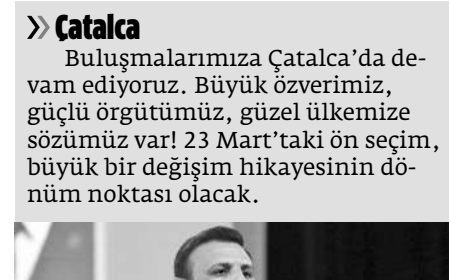 » Çatalca
Buluşmalarımıza Çatalca’da de-
vam ediyoruz. Büyük özverimiz,
güçlü örgütümüz, güzel ülkemize
sözümüz var! 23 Mart’taki ön seçim,
büyük bir değişim hikayesinin dö-
nüm noktası olacak.